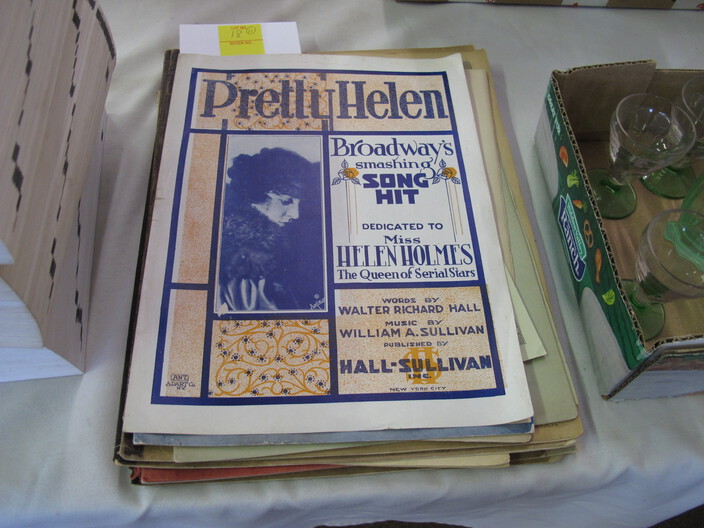 Pretty Helen
Broadway's
smashing
SONG
HIT
DEDICATED TO
Miss
HELEN HOLMES
The Queen of Serial Stars
WORDS BY
WALTER RICHARD HALL
MUSIC BY
WILLIAM A. SULLIVAN
PUBLISHED BY
HALL-SULLIVAN
INC.
NEW YORK CITY